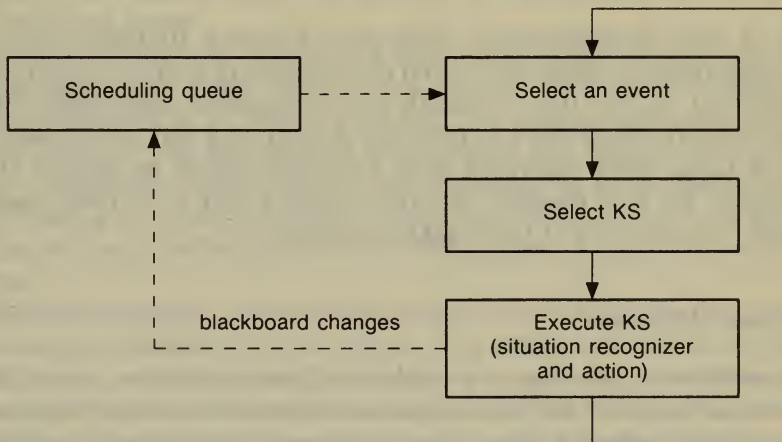 Scheduling queue
Select an event
Select KS
blackboard changes
Execute KS
(situation recognizer
and action)